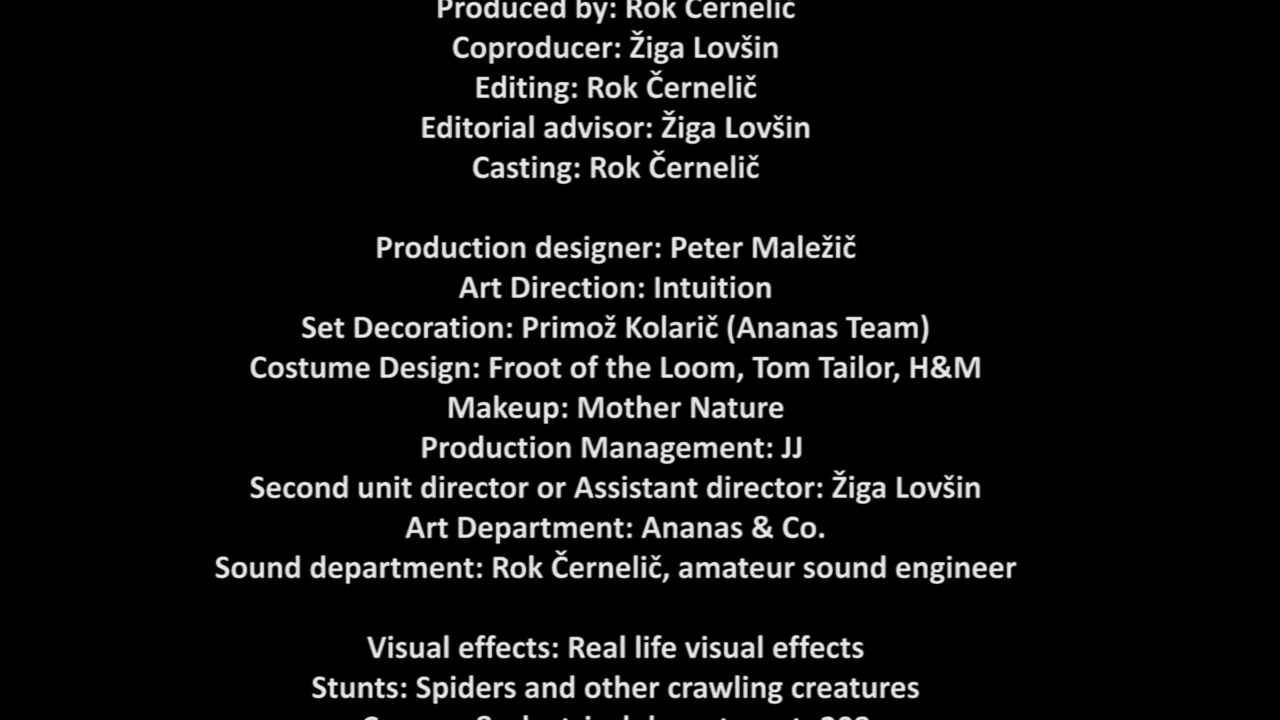 Produced by: Rok Černelič
Coproducer: Žiga Lovšin
Editing: Rok Černelič
Editorial advisor: Žiga Lovšin
Casting: Rok Černelič
Production designer: Peter Maležič
Art Direction: Intuition
Set Decoration: Primož Kolarič (Ananas Team)
Costume Design: Froot of the Loom, Tom Tailor, H&M
Makeup: Mother Nature
Production Management: JJ
Second unit director or Assistant director: Žiga Lovšin
Art Department: Ananas & Co.
Sound department: Rok Černelič, amateur sound engineer
Visual effects: Real life visual effects
Stunts: Spiders and other crawling creatures